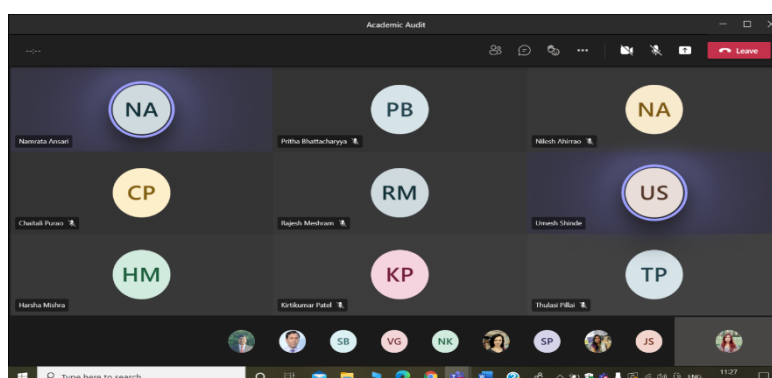 Academic Audit
--:--
Leave
NA
PB
NA
Namrata Ansari
Pritha Bhattacharyya
Nilesh Ahirrao
CP
RM
US
Chaitali Purao
Rajesh Meshram
Umesh Shinde
HM
KP
TP
Harsha Mishra
Kirtikumar Patel
Thulasi Pillai
SB
VG
NK
SP
JS
Type here to search
ENG
11:27